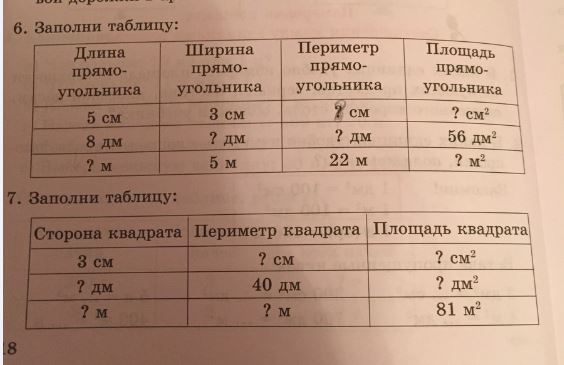 6. Заполни таблицу:
Длина прямо-угольника Ширина прямо-угольника Периметр прямо-угольника Площадь прямо-угольника
5 см 3 см ? см ? см²
8 дм ? дм ? дм 56 дм²
? м 5 м 22 м ? м²
7. Заполни таблицу:
Сторона квадрата Периметр квадрата Площадь квадрата
3 см ? см ? см²
? дм 40 дм ? дм²
? м ? м 81 м²
8